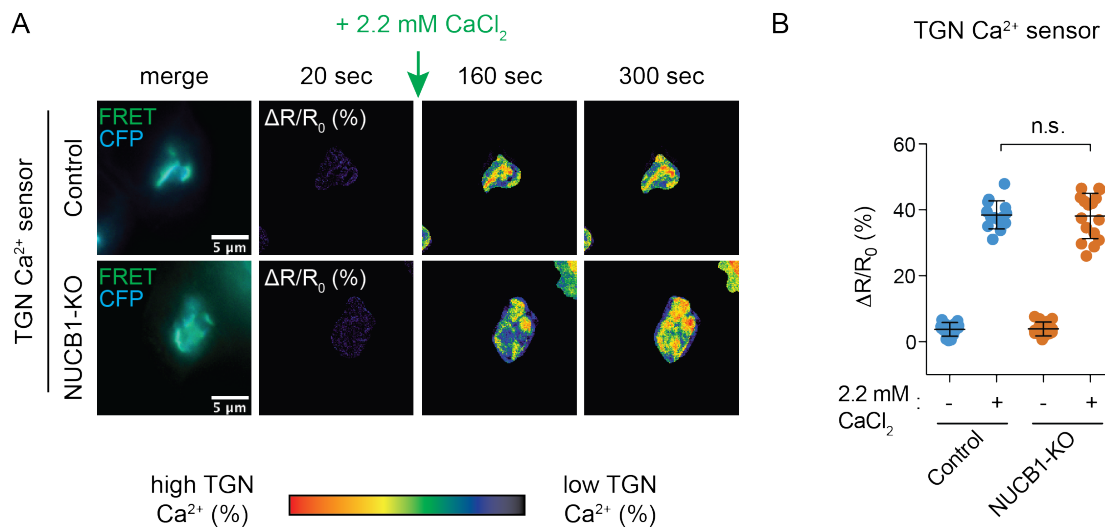 A
+ 2.2 mM CaCl₂
merge
20 sec
160 sec
300 sec
TGN Ca²⁺ sensor
Control
FRET
CFP
5 μm
ΔR/R₀ (%)
NUCB1-KO
FRET
CFP
5 μm
ΔR/R₀ (%)
high TGN
Ca²⁺ (%)
low TGN
Ca²⁺ (%)
B
TGN Ca²⁺ sensor
n.s.
ΔR/R₀ (%)
60
40
20
0
2.2 mM
CaCl₂
: - + - +
Control
NUCB1-KO